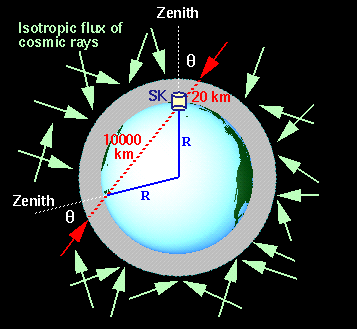 Zenith
Isotropic flux of
cosmic rays
θ
SK
20 km
10000
km
R
R
Zenith
θ